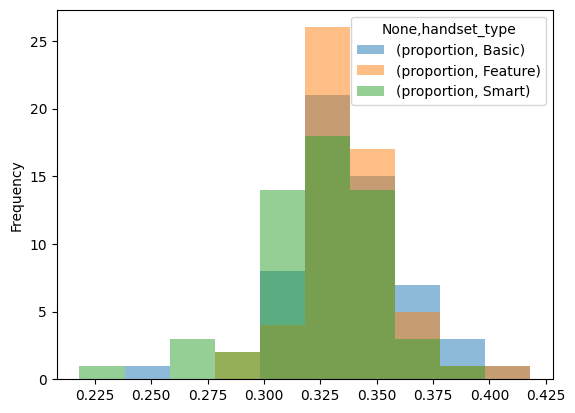 None,handset_type
(proportion, Basic)
(proportion, Feature)
(proportion, Smart)
Frequency
25
20
15
10
5
0
0.225 0.250 0.275 0.300 0.325 0.350 0.375 0.400 0.425